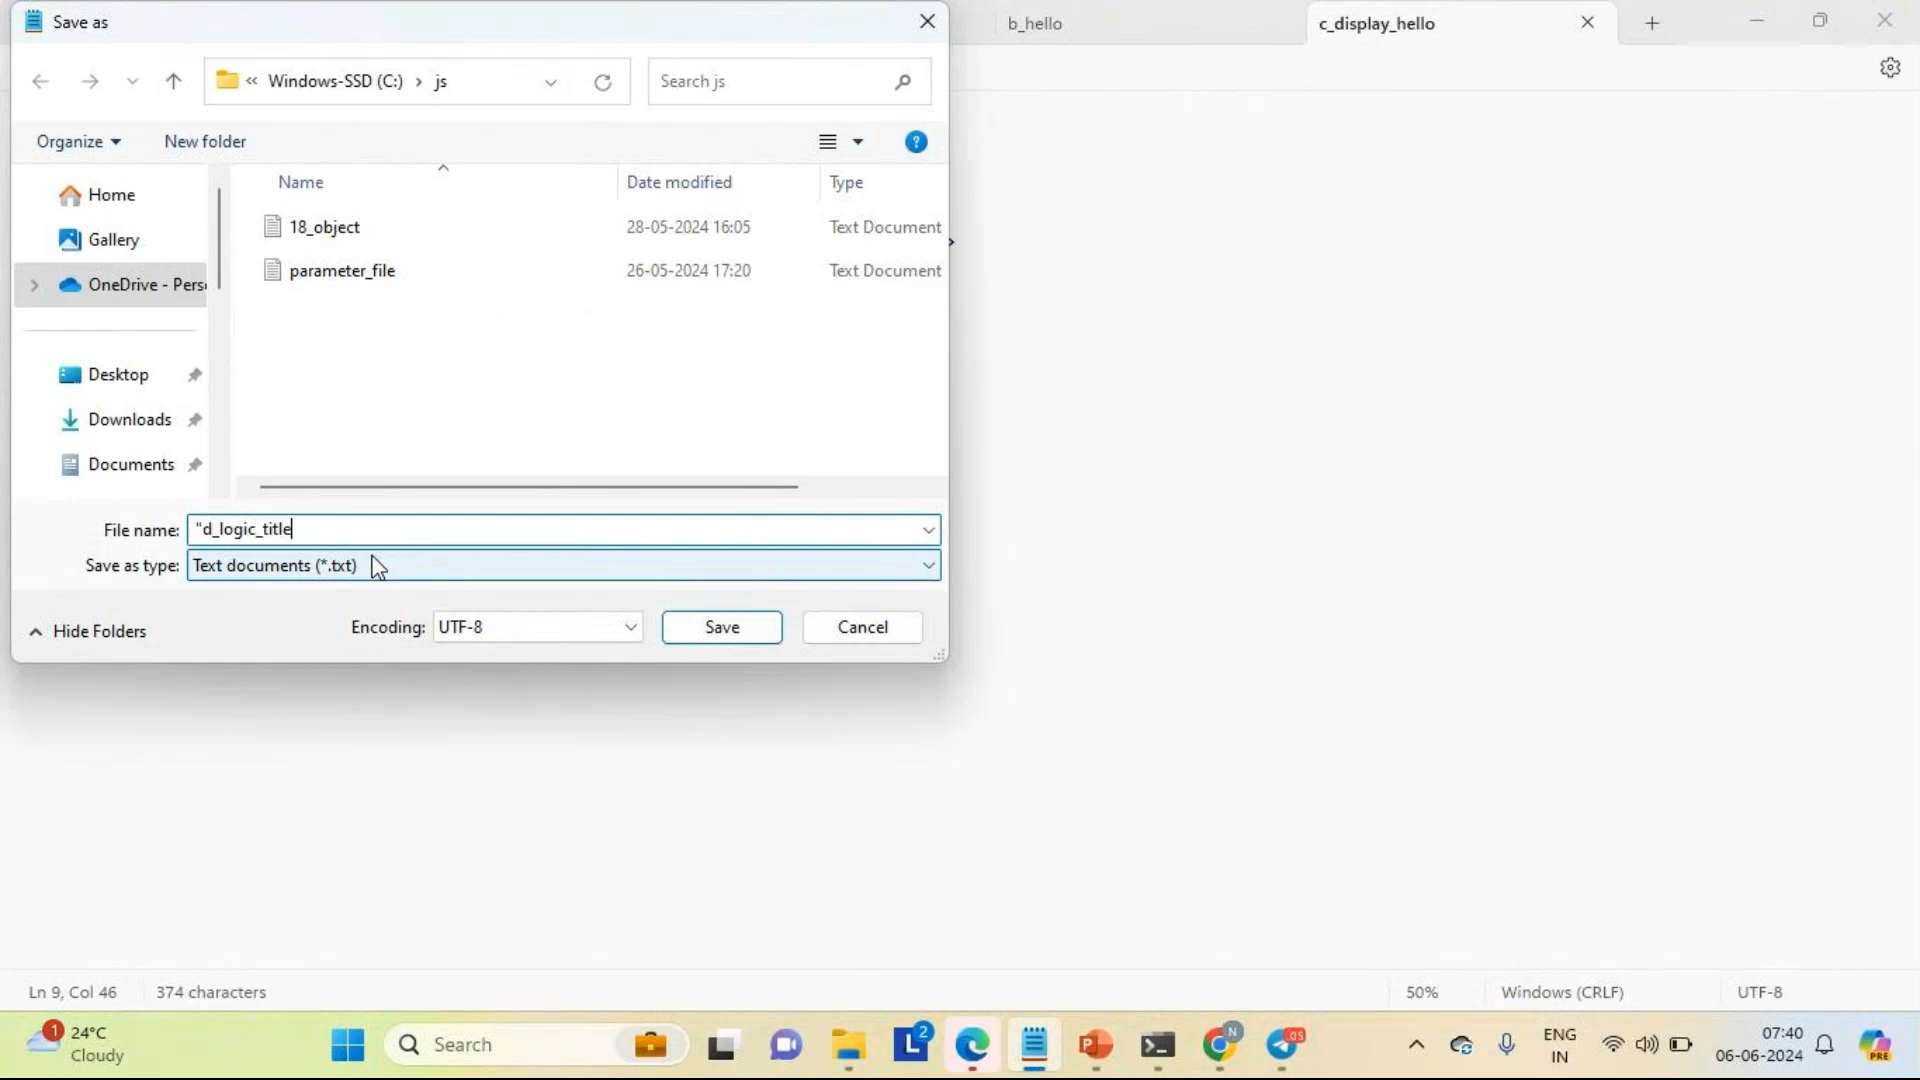 Save as
b_hello
c_display_hello
« Windows-SSD (C:) › js
Search js
Organize
New folder
Name
Date modified
Type
18_object
28-05-2024 16:05
Text Document
parameter_file
26-05-2024 17:20
Text Document
Home
Gallery
OneDrive - Pers
Desktop
Downloads
Documents
File name: "d_logic_title
Save as type: Text documents (*.txt)
Hide Folders
Encoding: UTF-8
Save
Cancel
Ln 9, Col 46
374 characters
50%
Windows (CRLF)
UTF-8
1
24°C
Cloudy
Search
L
2
P
N
.05
ENG
IN
07:40
06-06-2024
PRE